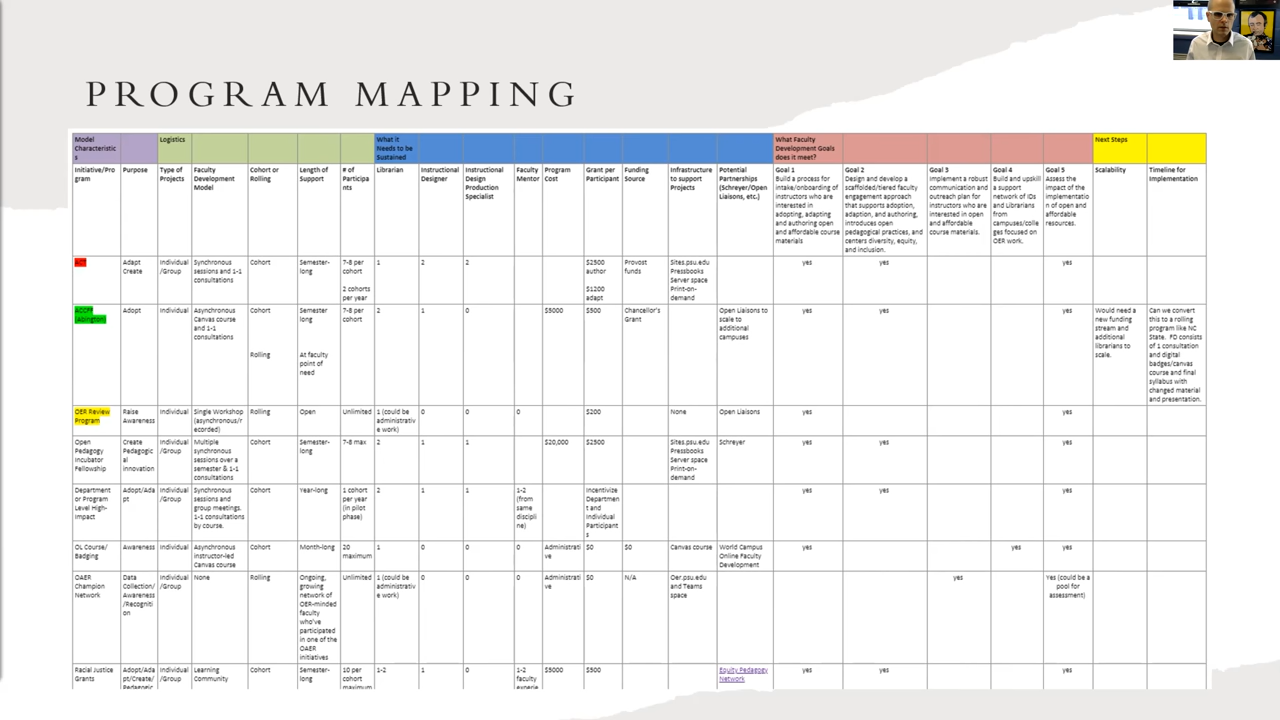 PROGRAM MAPPING
Model Characteristics | Logistics | What it Needs to be Sustained | What Faculty Development Goals does it meet? | Next Steps
Initiative/Program | Purpose | Type of Projects | Faculty Development Model | Cohort or Rolling | Length of Support | # of Participants | Librarian | Instructional Designer | Instructional Design Production Specialist | Faculty Mentor | Program Cost | Grant per Participant | Funding Source | Infrastructure to support Projects | Potential Partnerships (Schreyer/Open Liaisons, etc.) | Goal 1 Build a process for intake/onboarding of instructors who are interested in adopting, adapting and authoring open and affordable course materials | Goal 2 Design and develop a scaffolded/tiered faculty engagement approach that supports adoption, adaption, and authoring, introduces open pedagogical practices, and centers diversity, equity, and inclusion. | Goal 3 Implement a robust communication and outreach plan for instructors who are interested in open and affordable course materials. | Goal 4 Build and upskill a support network of IDs and Librarians from campuses/colleges focused on OER work. | Goal 5 Assess the impact of the implementation of open and affordable resources. | Scalability | Timeline for Implementation
ACT | Adapt Create | Individual/Group | Synchronous sessions and 1-1 consultations | Cohort | Semester-long | 7-8 per cohort 2 cohorts per year | 1 | 2 | 2 | $2500 author $1200 adapt | Provost funds | Sites.psu.edu Pressbooks Server space Print-on-demand | yes | yes | yes
(Abington) | Adopt | Individual | Asynchronous Canvas course and 1-1 consultations | Cohort Rolling | Semester long At faculty point of need | 7-8 per cohort | 2 | 1 | 0 | $3000 | $500 | Chancellor's Grant | Open Liaisons to scale to additional campuses | yes | yes | yes | Would need a new funding stream and additional librarians to scale. | Can we convert this to a rolling program like NC State. FD consists of 1 consultation and digital badges/canvas course and final syllabus with changed material and presentation.
OER Review Program | Raise Awareness | Individual | Single Workshop (asynchronous/recorded) | Rolling | Open | Unlimited | 1 (could be administrative work) | 0 | 0 | 0 | $200 | None | Open Liaisons | yes | yes
Open Pedagogy Incubator Fellowship | Create Pedagogical innovation | Individual/Group | Multiple synchronous sessions over a semester & 1-1 consultations | Cohort | Semester-long | 7-8 max | 2 | 1 | 1 | $20,000 | $2500 | Sites.psu.edu Pressbooks Server space Print-on-demand | Schreyer | yes | yes | yes
Department or Program Level High-Impact | Adopt/Adapt | Individual/Group | Synchronous sessions and group meetings. 1-1 consultations by course. | Cohort | Year-long | 1 cohort per year (in pilot phase) | 2 | 1 | 1 | 1-2 (from same discipline) | Incentivize Department and Individual Participants | yes | yes | yes
OL Course/Badging | Awareness | Individual | Asynchronous instructor-led Canvas course | Cohort | Month-long | 20 maximum | 1 | 0 | 0 | 0 | Administrative | $0 | $0 | Canvas course | World Campus Online Faculty Development | yes | yes | yes
OAER Champion Network | Data Collection/Awareness/Recognition | Individual/Group | None | Rolling | Ongoing, growing network of OER-minded faculty who've participated in one of the OAER initiatives | Unlimited | 1 (could be administrative work) | 0 | 0 | 0 | Administrative | $0 | N/A | Oer.psu.edu and Teams space | yes | Yes (could be a pool for assessment)
Racial Justice Grants | Adopt/Adapt/Create/ | Individual/Group | Learning Community | Cohort | Semester-long | 10 per cohort maximum | 1-2 | 1 | 0 | 1-2 faculty | $3000 | $500 | Equity Pedagogy Network | yes | yes | yes